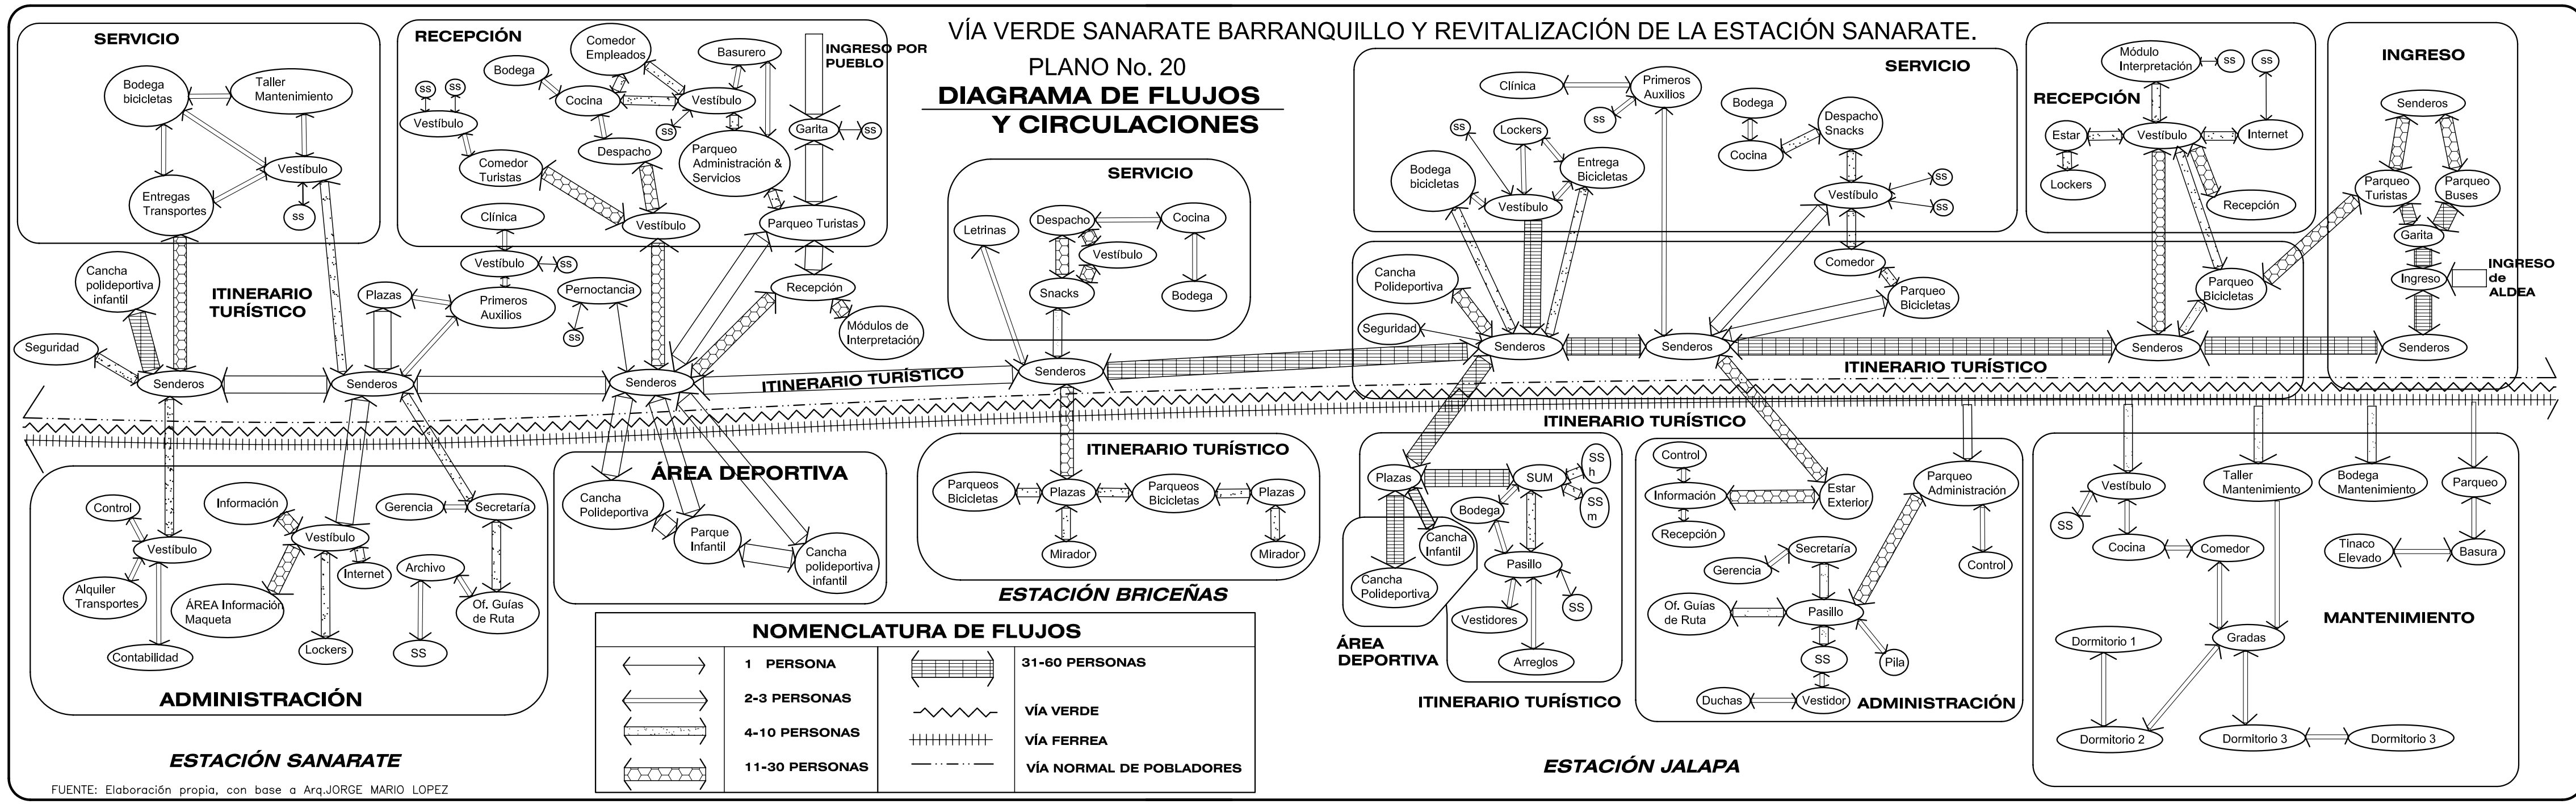 VÍA VERDE SANARATE BARRANQUILLO Y REVITALIZACIÓN DE LA ESTACIÓN SANARATE.
PLANO No. 20
DIAGRAMA DE FLUJOS
Y CIRCULACIONES
SERVICIO
Bodega
bicicletas
Taller
Mantenimiento
Vestíbulo
Entregas
Transportes
ss
RECEPCIÓN
Comedor
Empleados
Basurero
Bodega
ss
ss
Cocina
Vestíbulo
Vestíbulo
ss
Despacho
Parqueo
Administración &
Servicios
Comedor
Turistas
Clínica
Vestíbulo
Parqueo Turistas
INGRESO POR
PUEBLO
Garita
ss
Cancha
polideportiva
infantil
ITINERARIO
TURÍSTICO
Vestíbulo
ss
Plazas
Primeros
Auxilios
Pernoctancia
ss
Recepción
Módulos de
Interpretación
Seguridad
Senderos
Senderos
Senderos
ITINERARIO TURÍSTICO
SERVICIO
Letrinas
Despacho
Cocina
Vestíbulo
Snacks
Bodega
Senderos
SERVICIO
Clínica
Primeros
Auxilios
ss
Bodega
Despacho
Snacks
Cocina
ss
Lockers
Bodega
bicicletas
Entrega
Bicicletas
Vestíbulo
Vestíbulo
ss
ss
Comedor
Parqueo
Bicicletas
Cancha
Polideportiva
Seguridad
Senderos
Senderos
Senderos
ITINERARIO TURÍSTICO
RECEPCIÓN
Módulo
Interpretación
ss
ss
Estar
Vestíbulo
Internet
Lockers
Recepción
Parqueo
Bicicletas
INGRESO
Senderos
Parqueo
Turistas
Parqueo
Buses
Garita
Ingreso
INGRESO
de
ALDEA
Senderos
Control
Información
Gerencia
Secretaría
Vestíbulo
Vestíbulo
Internet
Archivo
Alquiler
Transportes
ÁREA Información
Maqueta
Of. Guías
de Ruta
Contabilidad
Lockers
SS
ADMINISTRACIÓN
ESTACIÓN SANARATE
FUENTE: Elaboración propia, con base a Arq.JORGE MARIO LOPEZ
ÁREA DEPORTIVA
Cancha
Polideportiva
Parque
Infantil
Cancha
polideportiva
infantil
ITINERARIO TURÍSTICO
Parqueos
Bicicletas
Plazas
Parqueos
Bicicletas
Plazas
Mirador
Mirador
ESTACIÓN BRICEÑAS
NOMENCLATURA DE FLUJOS
1 PERSONA
2-3 PERSONAS
4-10 PERSONAS
11-30 PERSONAS
31-60 PERSONAS
VÍA VERDE
VÍA FERREA
VÍA NORMAL DE POBLADORES
ITINERARIO TURÍSTICO
Plazas
SUM
SS
h
SS
m
Bodega
Cancha
Infantil
Pasillo
Cancha
Polideportiva
SS
Vestidores
Arreglos
ÁREA
DEPORTIVA
ITINERARIO TURÍSTICO
Control
Información
Estar
Exterior
Recepción
Parqueo
Administración
Secretaría
Gerencia
Control
Of. Guías
de Ruta
Pasillo
SS
Pila
Duchas
Vestidor
ADMINISTRACIÓN
ESTACIÓN JALAPA
Vestíbulo
Taller
Mantenimiento
Bodega
Mantenimiento
Parqueo
SS
Cocina
Comedor
Tinaco
Elevado
Basura
MANTENIMIENTO
Dormitorio 1
Gradas
Dormitorio 2
Dormitorio 3
Dormitorio 3